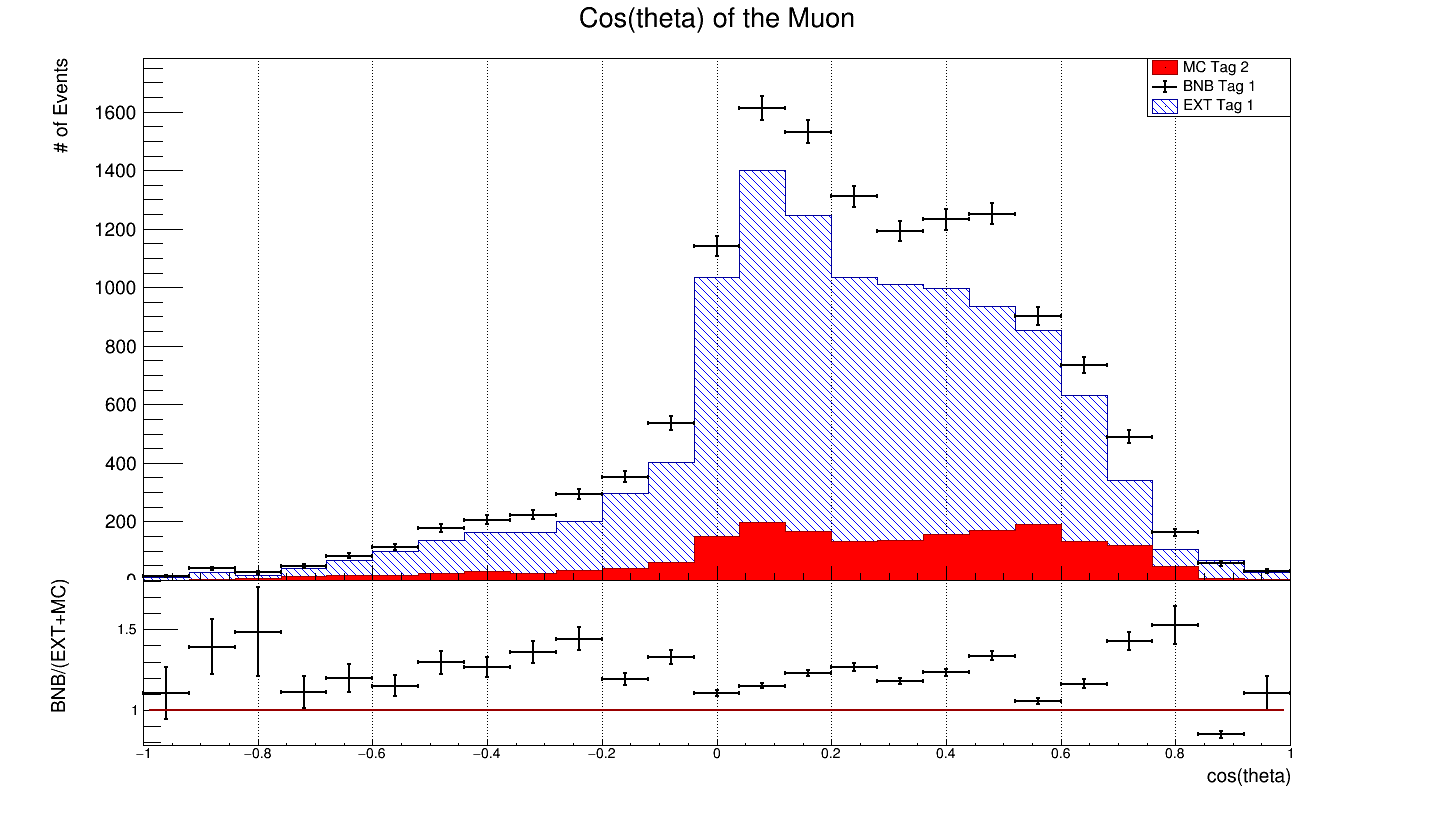 Cos(theta) of the Muon
# of Events
MC Tag 2
BNB Tag 1
EXT Tag 1
1600
1400
1200
1000
800
600
400
200
0
BNB/(EXT+MC)
1.5
1
−1 −0.8 −0.6 −0.4 −0.2 0 0.2 0.4 0.6 0.8 1
cos(theta)